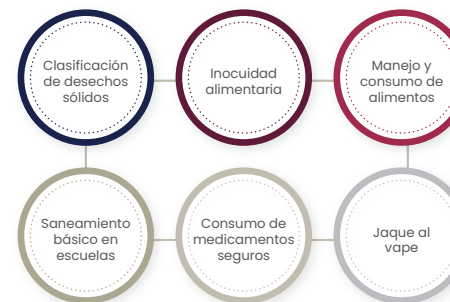 Clasificación
de desechos
sólidos
Inocuidad
alimentaria
Manejo y
consumo de
alimentos
Saneamiento
básico en
escuelas
Consumo de
medicamentos
seguros
Jaque al
vape